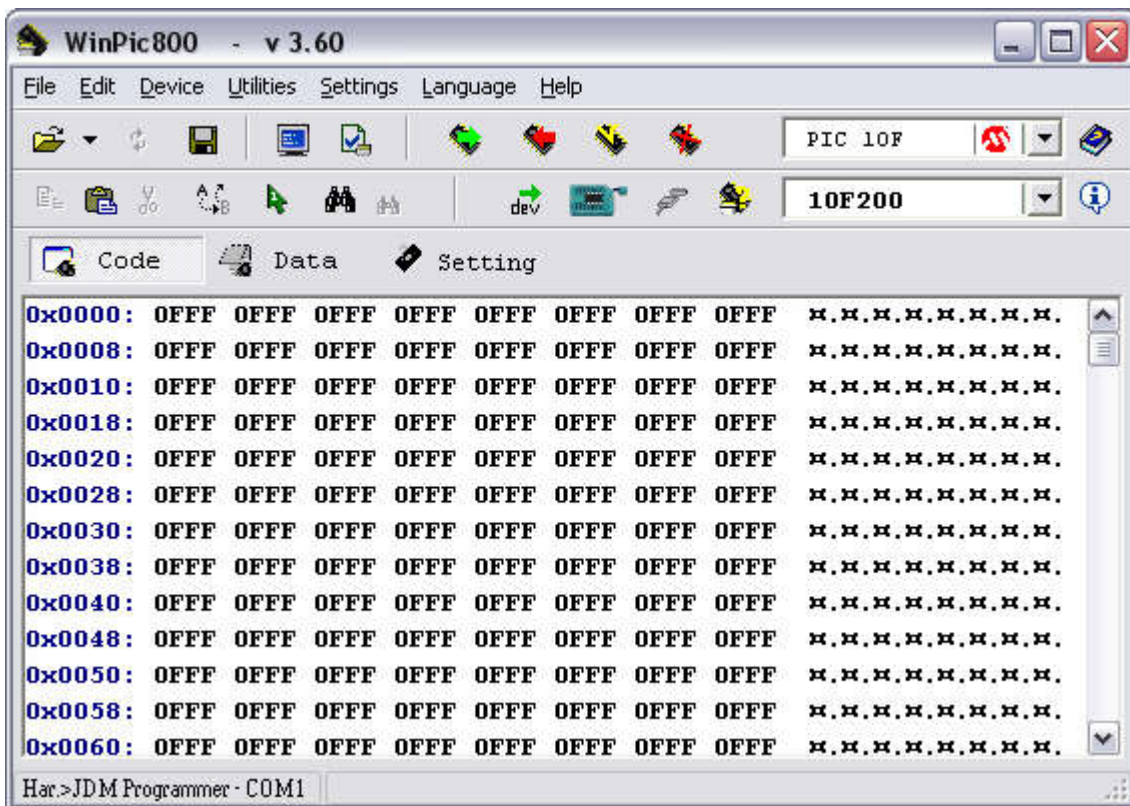 WinPic800 - v 3.60
File Edit Device Utilities Settings Language Help
PIC 10F
dev 10F200
Code Data Setting
0x0000: 0FFF 0FFF 0FFF 0FFF 0FFF 0FFF 0FFF 0FFF ¤.¤.¤.¤.¤.¤.¤.¤.
0x0008: 0FFF 0FFF 0FFF 0FFF 0FFF 0FFF 0FFF 0FFF ¤.¤.¤.¤.¤.¤.¤.¤.
0x0010: 0FFF 0FFF 0FFF 0FFF 0FFF 0FFF 0FFF 0FFF ¤.¤.¤.¤.¤.¤.¤.¤.
0x0018: 0FFF 0FFF 0FFF 0FFF 0FFF 0FFF 0FFF 0FFF ¤.¤.¤.¤.¤.¤.¤.¤.
0x0020: 0FFF 0FFF 0FFF 0FFF 0FFF 0FFF 0FFF 0FFF ¤.¤.¤.¤.¤.¤.¤.¤.
0x0028: 0FFF 0FFF 0FFF 0FFF 0FFF 0FFF 0FFF 0FFF ¤.¤.¤.¤.¤.¤.¤.¤.
0x0030: 0FFF 0FFF 0FFF 0FFF 0FFF 0FFF 0FFF 0FFF ¤.¤.¤.¤.¤.¤.¤.¤.
0x0038: 0FFF 0FFF 0FFF 0FFF 0FFF 0FFF 0FFF 0FFF ¤.¤.¤.¤.¤.¤.¤.¤.
0x0040: 0FFF 0FFF 0FFF 0FFF 0FFF 0FFF 0FFF 0FFF ¤.¤.¤.¤.¤.¤.¤.¤.
0x0048: 0FFF 0FFF 0FFF 0FFF 0FFF 0FFF 0FFF 0FFF ¤.¤.¤.¤.¤.¤.¤.¤.
0x0050: 0FFF 0FFF 0FFF 0FFF 0FFF 0FFF 0FFF 0FFF ¤.¤.¤.¤.¤.¤.¤.¤.
0x0058: 0FFF 0FFF 0FFF 0FFF 0FFF 0FFF 0FFF 0FFF ¤.¤.¤.¤.¤.¤.¤.¤.
0x0060: 0FFF 0FFF 0FFF 0FFF 0FFF 0FFF 0FFF 0FFF ¤.¤.¤.¤.¤.¤.¤.¤.
Har.>JDM Programmer - COM1